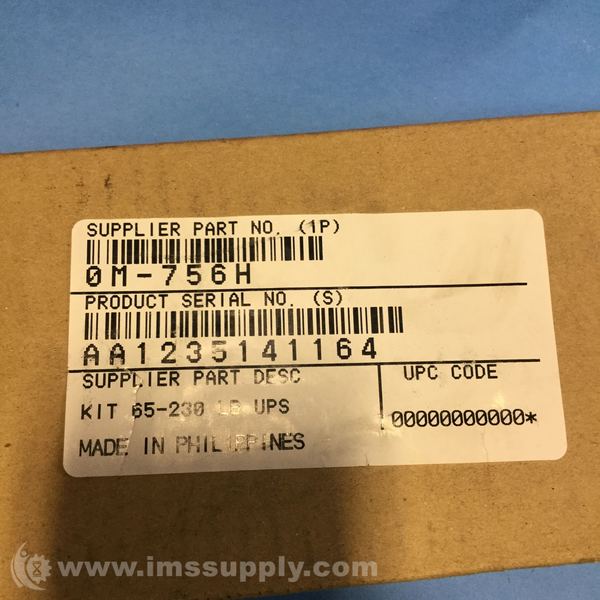 SUPPLIER PART NO. (1P)
0M-756H
PRODUCT SERIAL NO. (S)
AA1235141164
SUPPLIER PART DESC
UPC CODE
KIT 65-230 LB UPS
00000000000*
MADE IN PHILIPPINES
www.imssupply.com